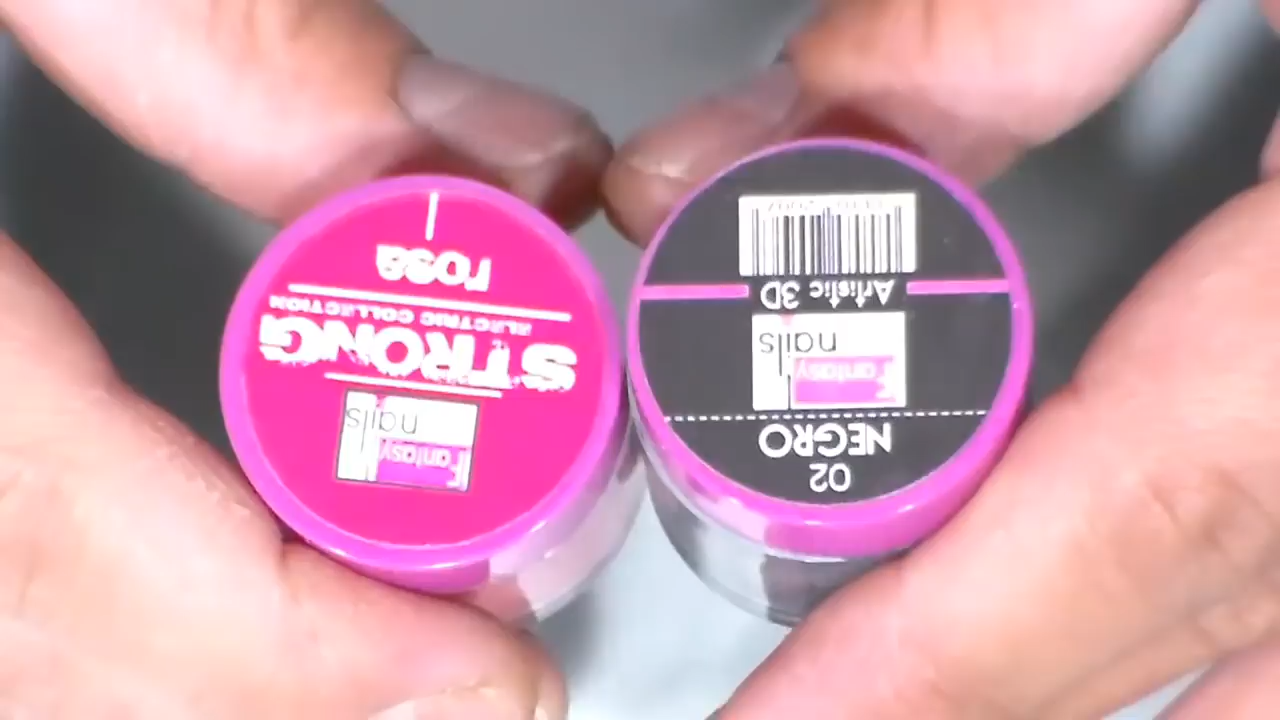 Fantasy
nails
STRONG
ELECTRIC COLLECTION
rosa
02
NEGRO
Fantasy
nails
Artistic 3D